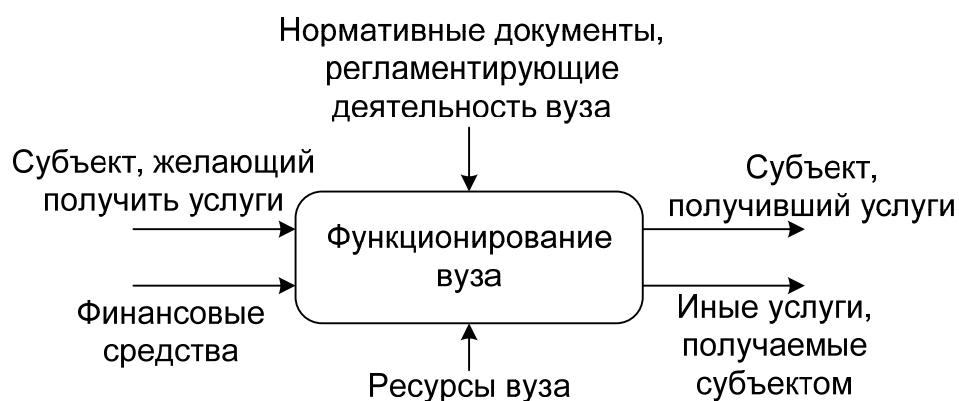 Нормативные документы,
регламентирующие
деятельность вуза
Субъект, желающий
получить услуги
Финансовые
средства
Функционирование
вуза
Субъект,
получивший услуги
Иные услуги,
получаемые
субъектом
Ресурсы вуза